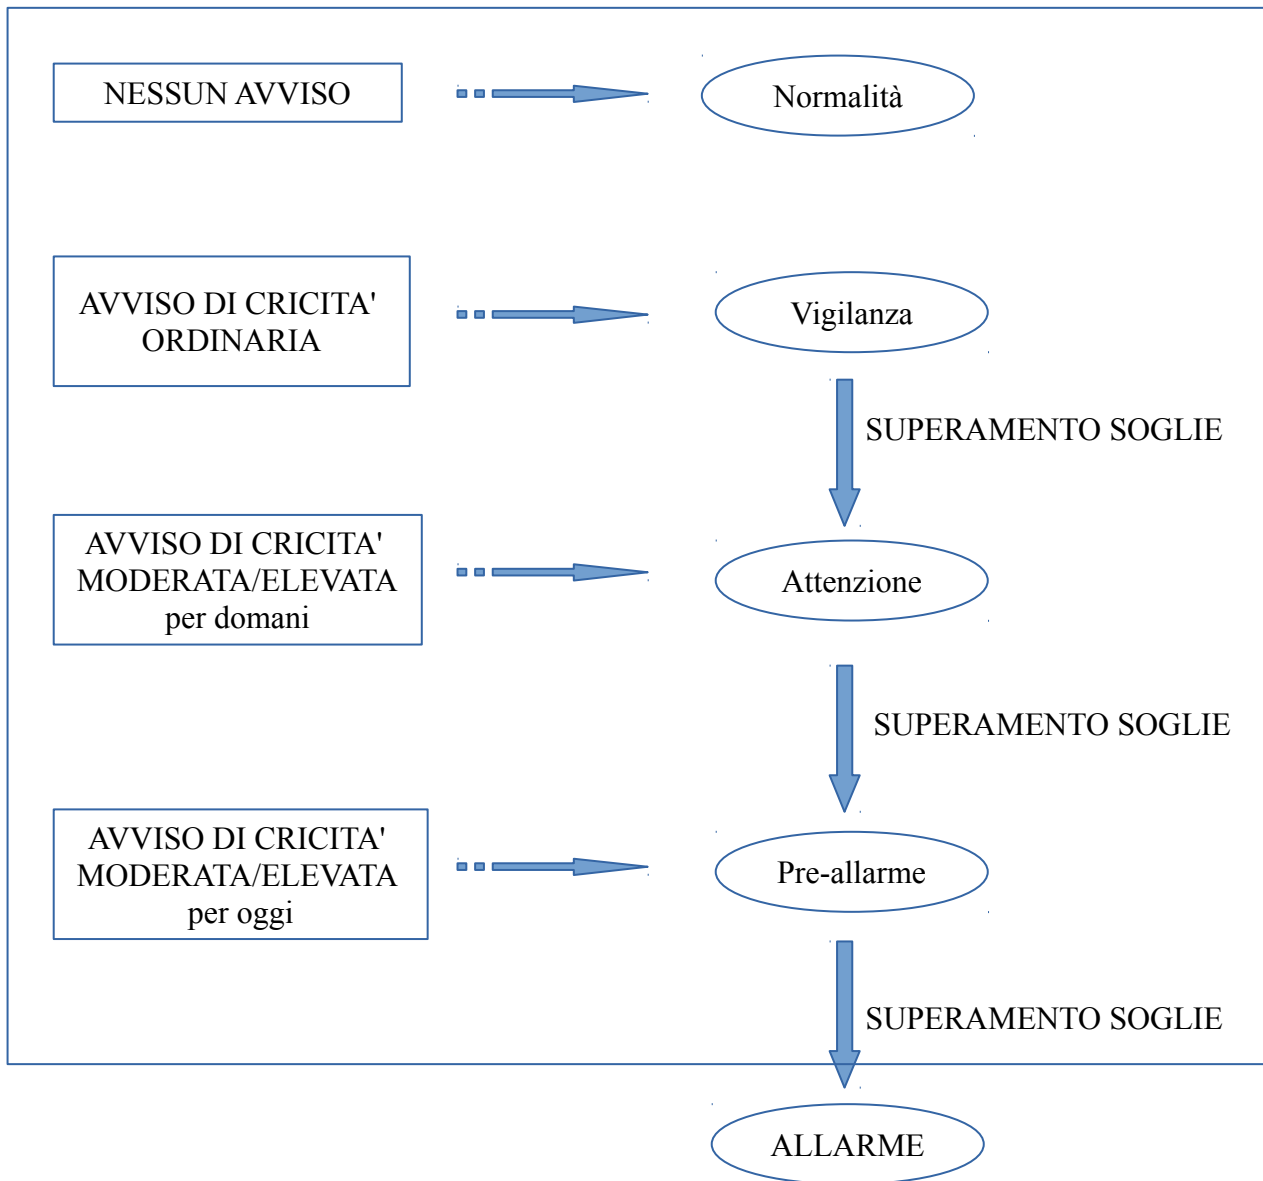 NESSUN AVVISO
Normalità
AVVISO DI CRICITA'
ORDINARIA
Vigilanza
SUPERAMENTO SOGLIE
AVVISO DI CRICITA'
MODERATA/ELEVATA
per domani
Attenzione
SUPERAMENTO SOGLIE
AVVISO DI CRICITA'
MODERATA/ELEVATA
per oggi
Pre-allarme
SUPERAMENTO SOGLIE
ALLARME